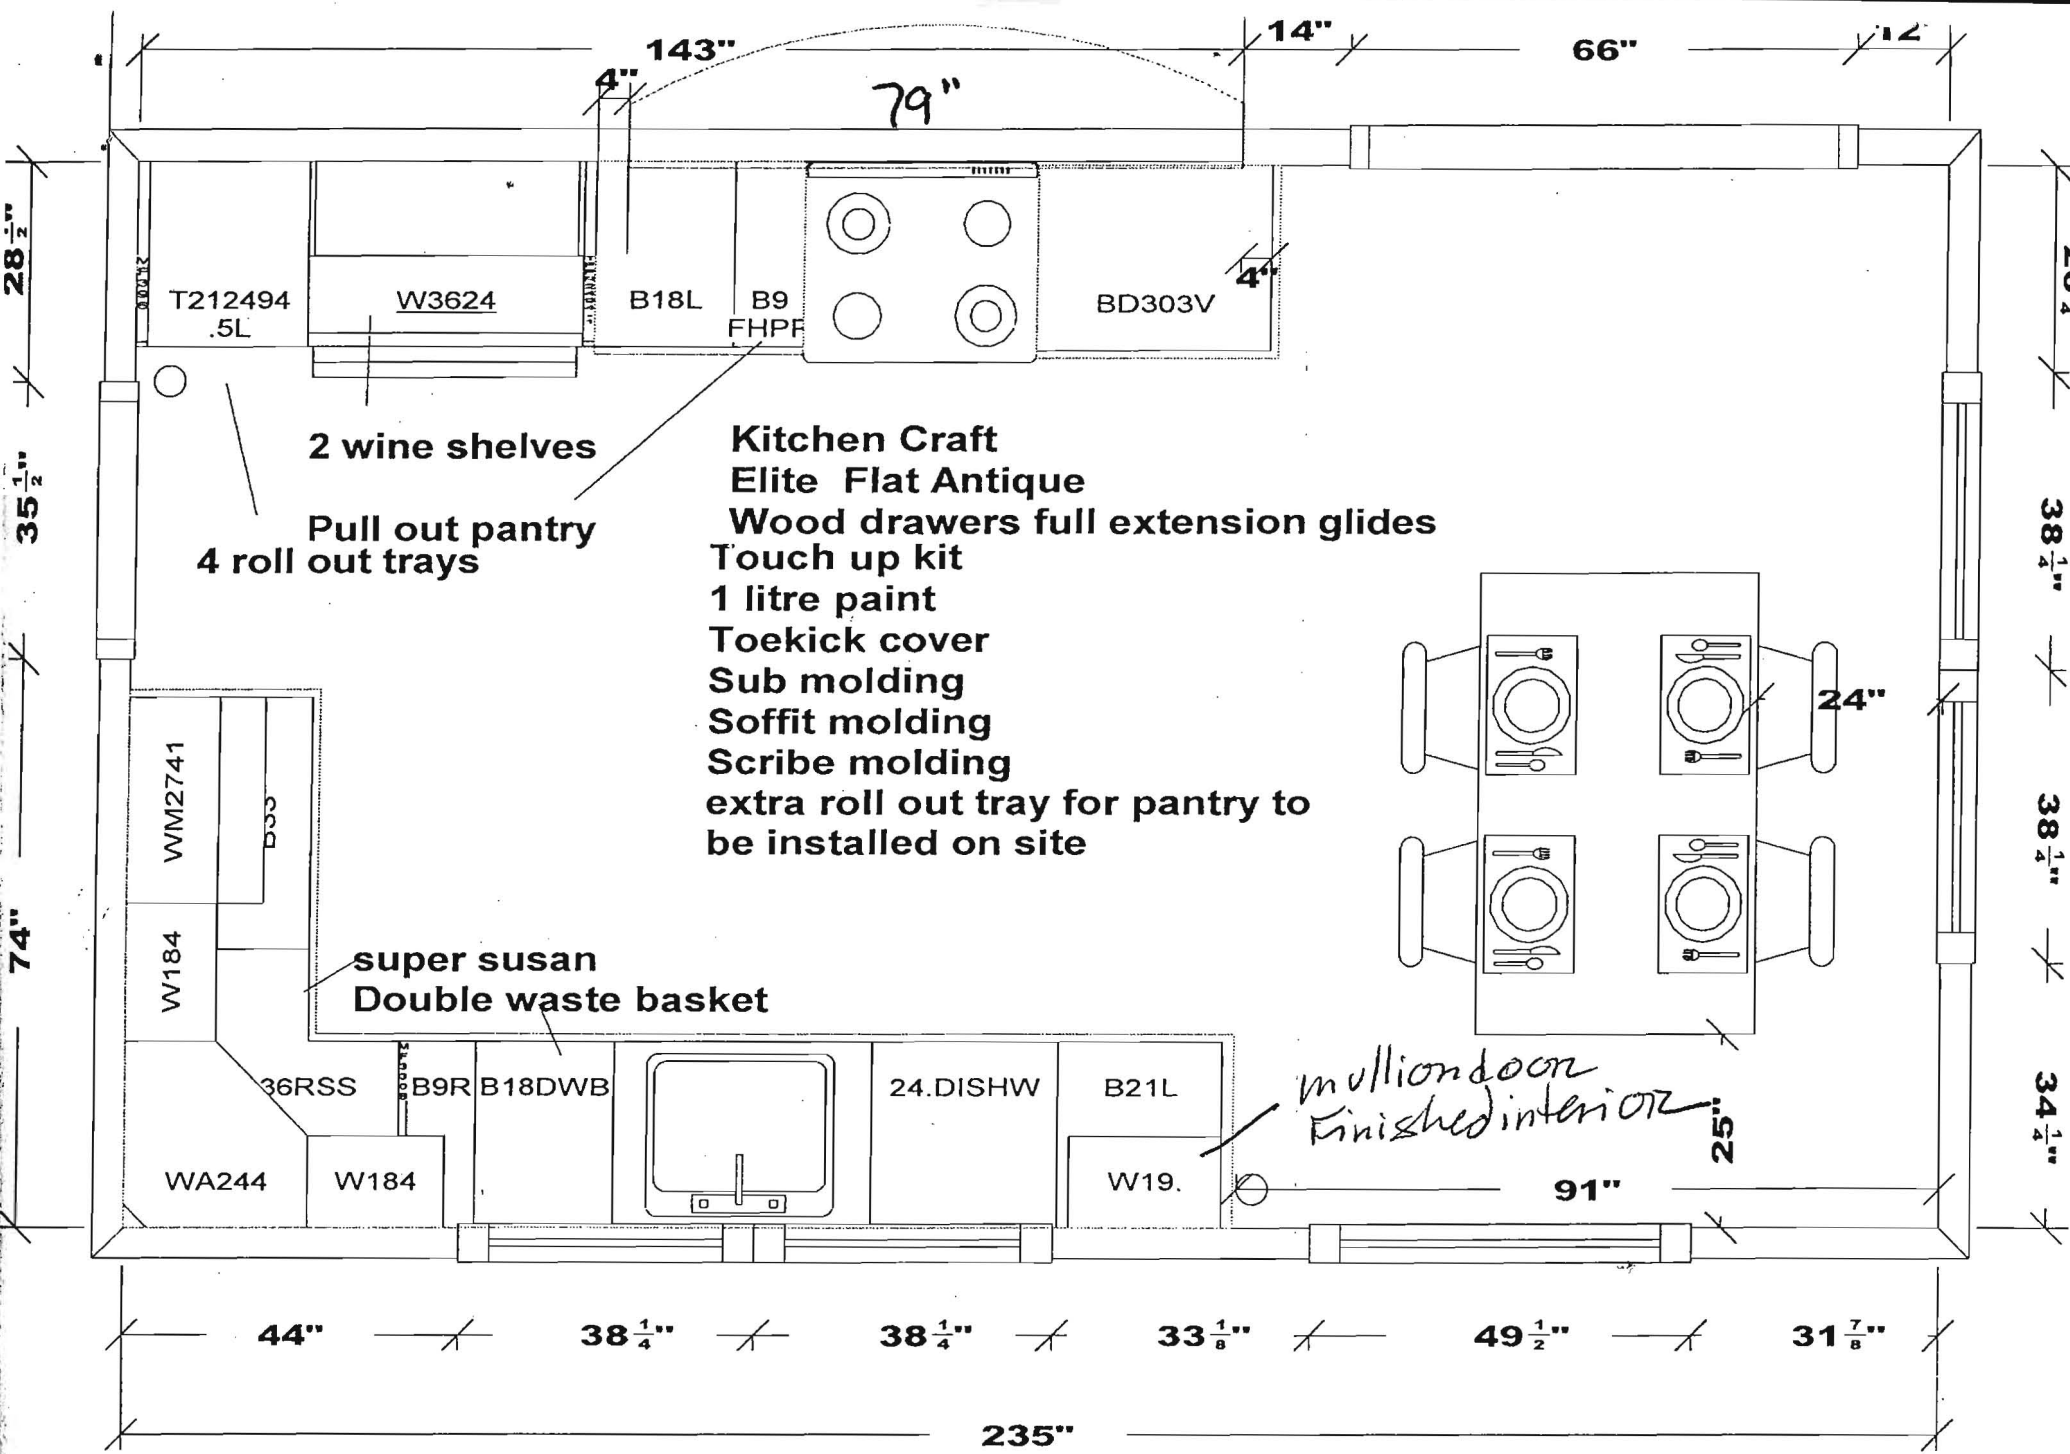 143"
14"
66"
12"
4"
79"
28 1/2"
T212494
.5L
W3624
B18L
B9
FHPF
BD303V
4"
2 wine shelves
Pull out pantry
4 roll out trays
35 1/2"
Kitchen Craft
Elite Flat Antique
Wood drawers full extension glides
Touch up kit
1 litre paint
Toekick cover
Sub molding
Soffit molding
Scribe molding
extra roll out tray for pantry to
be installed on site
38 1/4"
24"
WM2741
B33
38 1/4"
74"
W184
super susan
Double waste basket
36RSS
B9R
B18DWB
24.DISHW
B21L
mulliondoor
Finished interior
25"
34 1/4"
WA244
W184
W19.
91"
44"
38 1/4"
38 1/4"
33 1/8"
49 1/2"
31 7/8"
235"